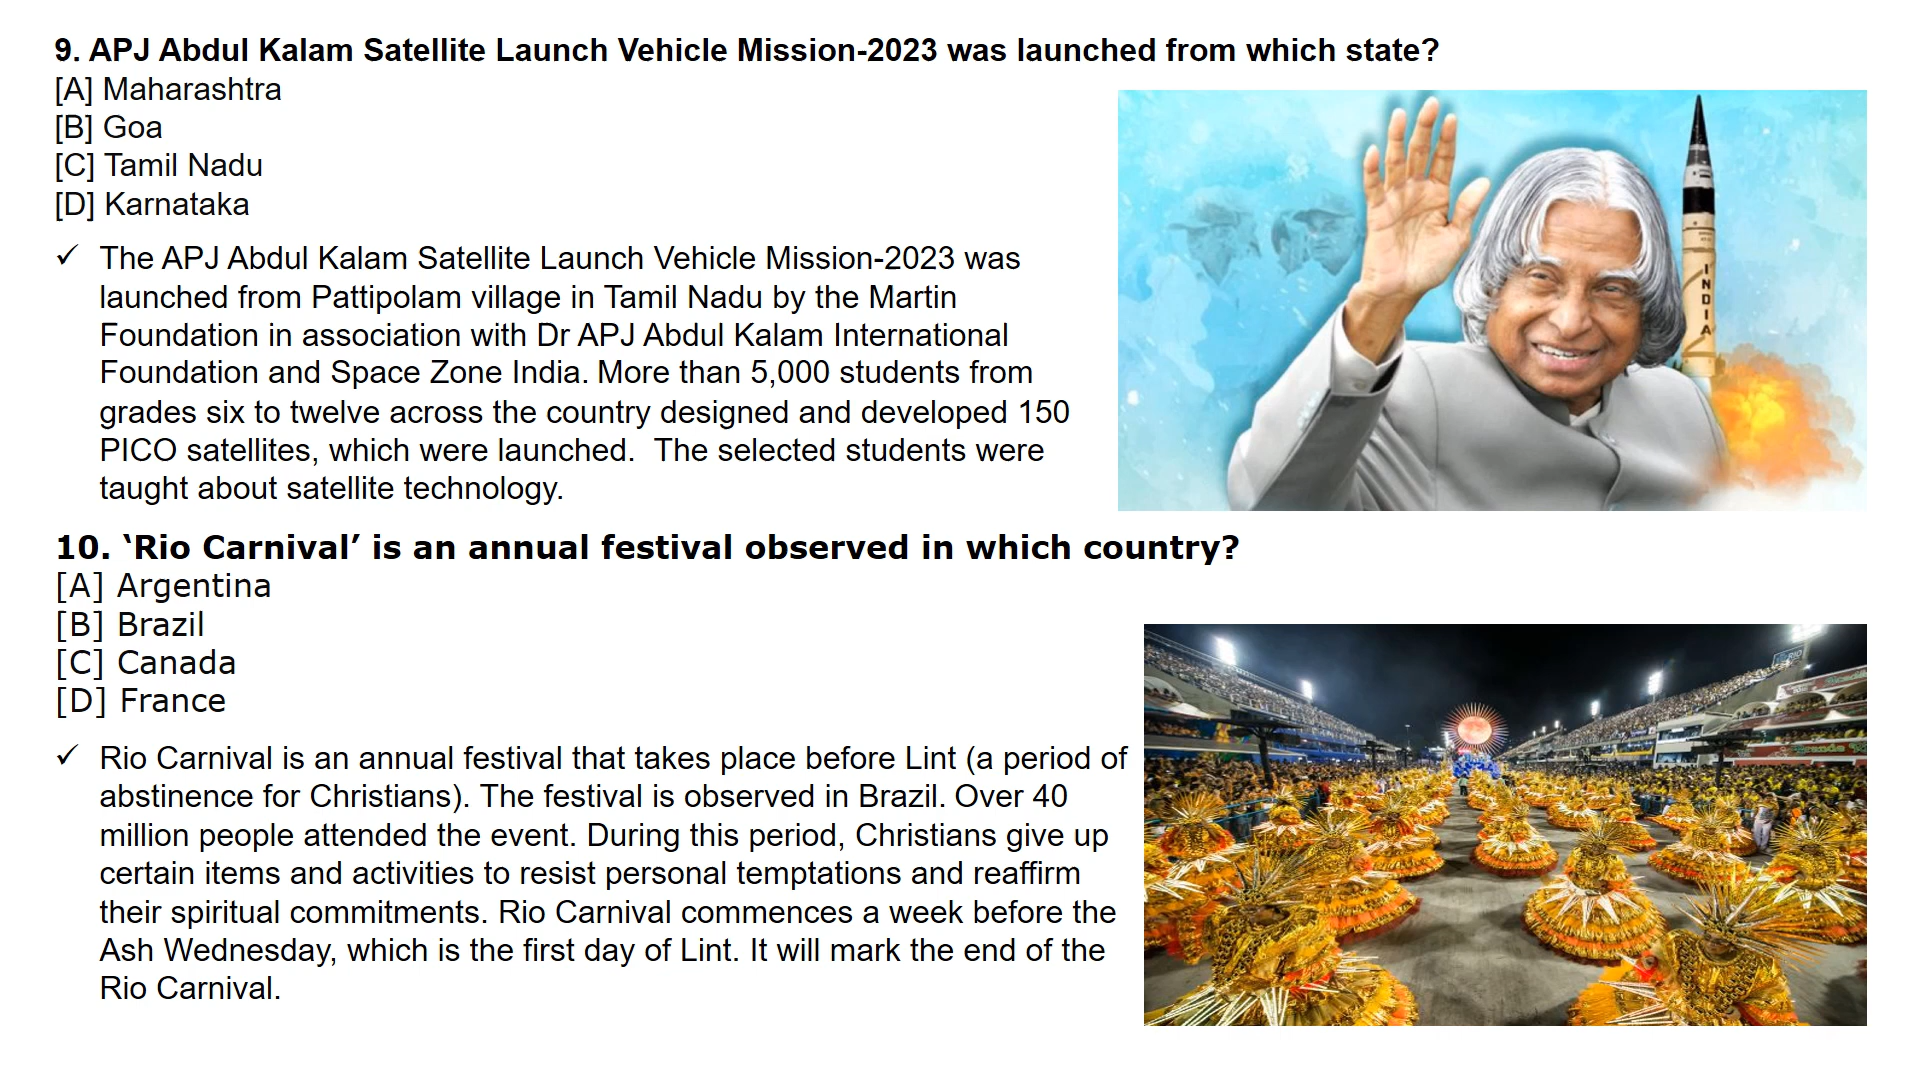 9. APJ Abdul Kalam Satellite Launch Vehicle Mission-2023 was launched from which state?
[A] Maharashtra
[B] Goa
[C] Tamil Nadu
[D] Karnataka
✓ The APJ Abdul Kalam Satellite Launch Vehicle Mission-2023 was
launched from Pattipolam village in Tamil Nadu by the Martin
Foundation in association with Dr APJ Abdul Kalam International
Foundation and Space Zone India. More than 5,000 students from
grades six to twelve across the country designed and developed 150
PICO satellites, which were launched.  The selected students were
taught about satellite technology.
INDIA
10. ‘Rio Carnival’ is an annual festival observed in which country?
[A] Argentina
[B] Brazil
[C] Canada
[D] France
✓ Rio Carnival is an annual festival that takes place before Lint (a period of
abstinence for Christians). The festival is observed in Brazil. Over 40
million people attended the event. During this period, Christians give up
certain items and activities to resist personal temptations and reaffirm
their spiritual commitments. Rio Carnival commences a week before the
Ash Wednesday, which is the first day of Lint. It will mark the end of the
Rio Carnival.
RIO